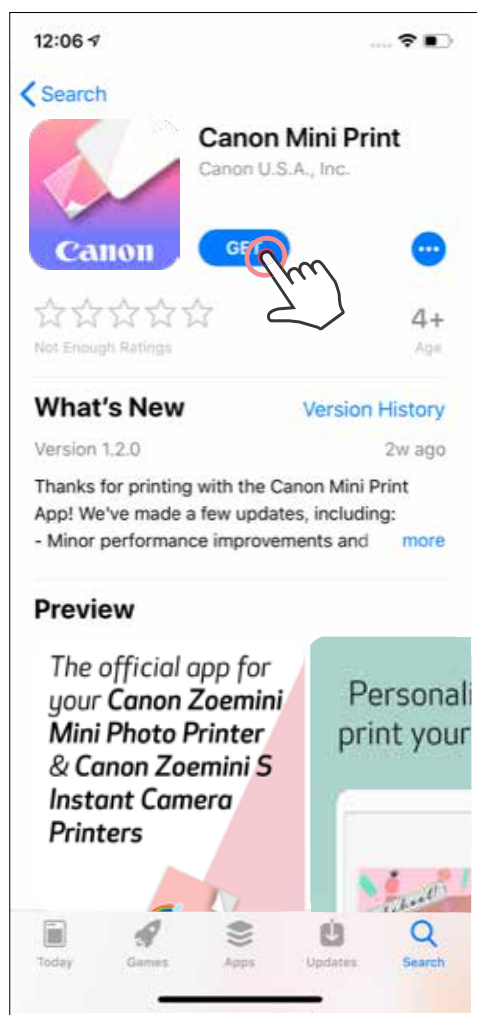 12:06
Search
Canon Mini Print
Canon U.S.A., Inc.
Canon
GET
4+
Not Enough Ratings
Age
What's New
Version History
Version 1.2.0
2w ago
Thanks for printing with the Canon Mini Print
App! We've made a few updates, including:
- Minor performance improvements and
more
Preview
The official app for
your Canon Zoemini
Mini Photo Printer
& Canon Zoemini S
Instant Camera
Printers
Personali
print your
School!
Today
Games
Apps
Updates
Search